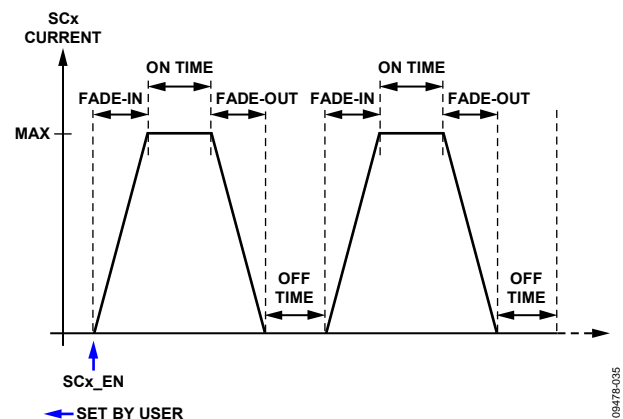 SCx
CURRENT
ON TIME
ON TIME
FADE-IN
FADE-OUT
FADE-IN
FADE-OUT
MAX
OFF
TIME
OFF
TIME
SCx_EN
SET BY USER
09478-035